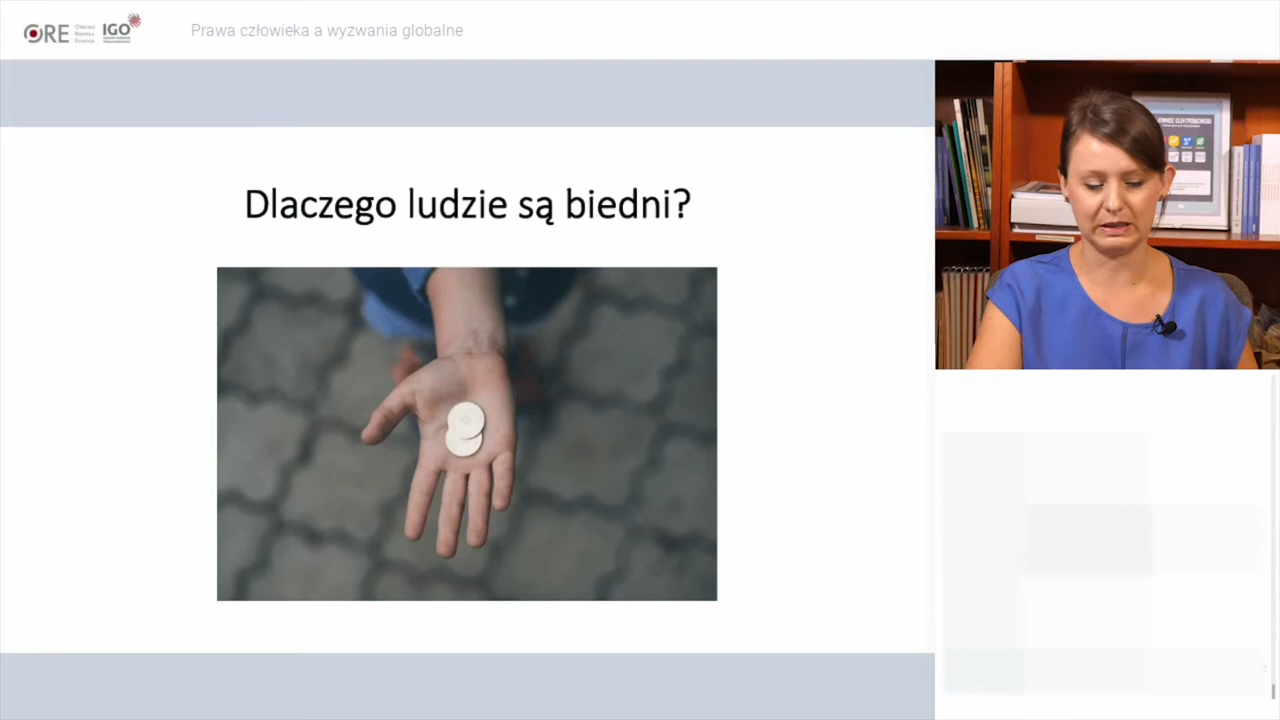 ORE
IGO
Prawa człowieka a wyzwania globalne
Dlaczego ludzie są biedni?